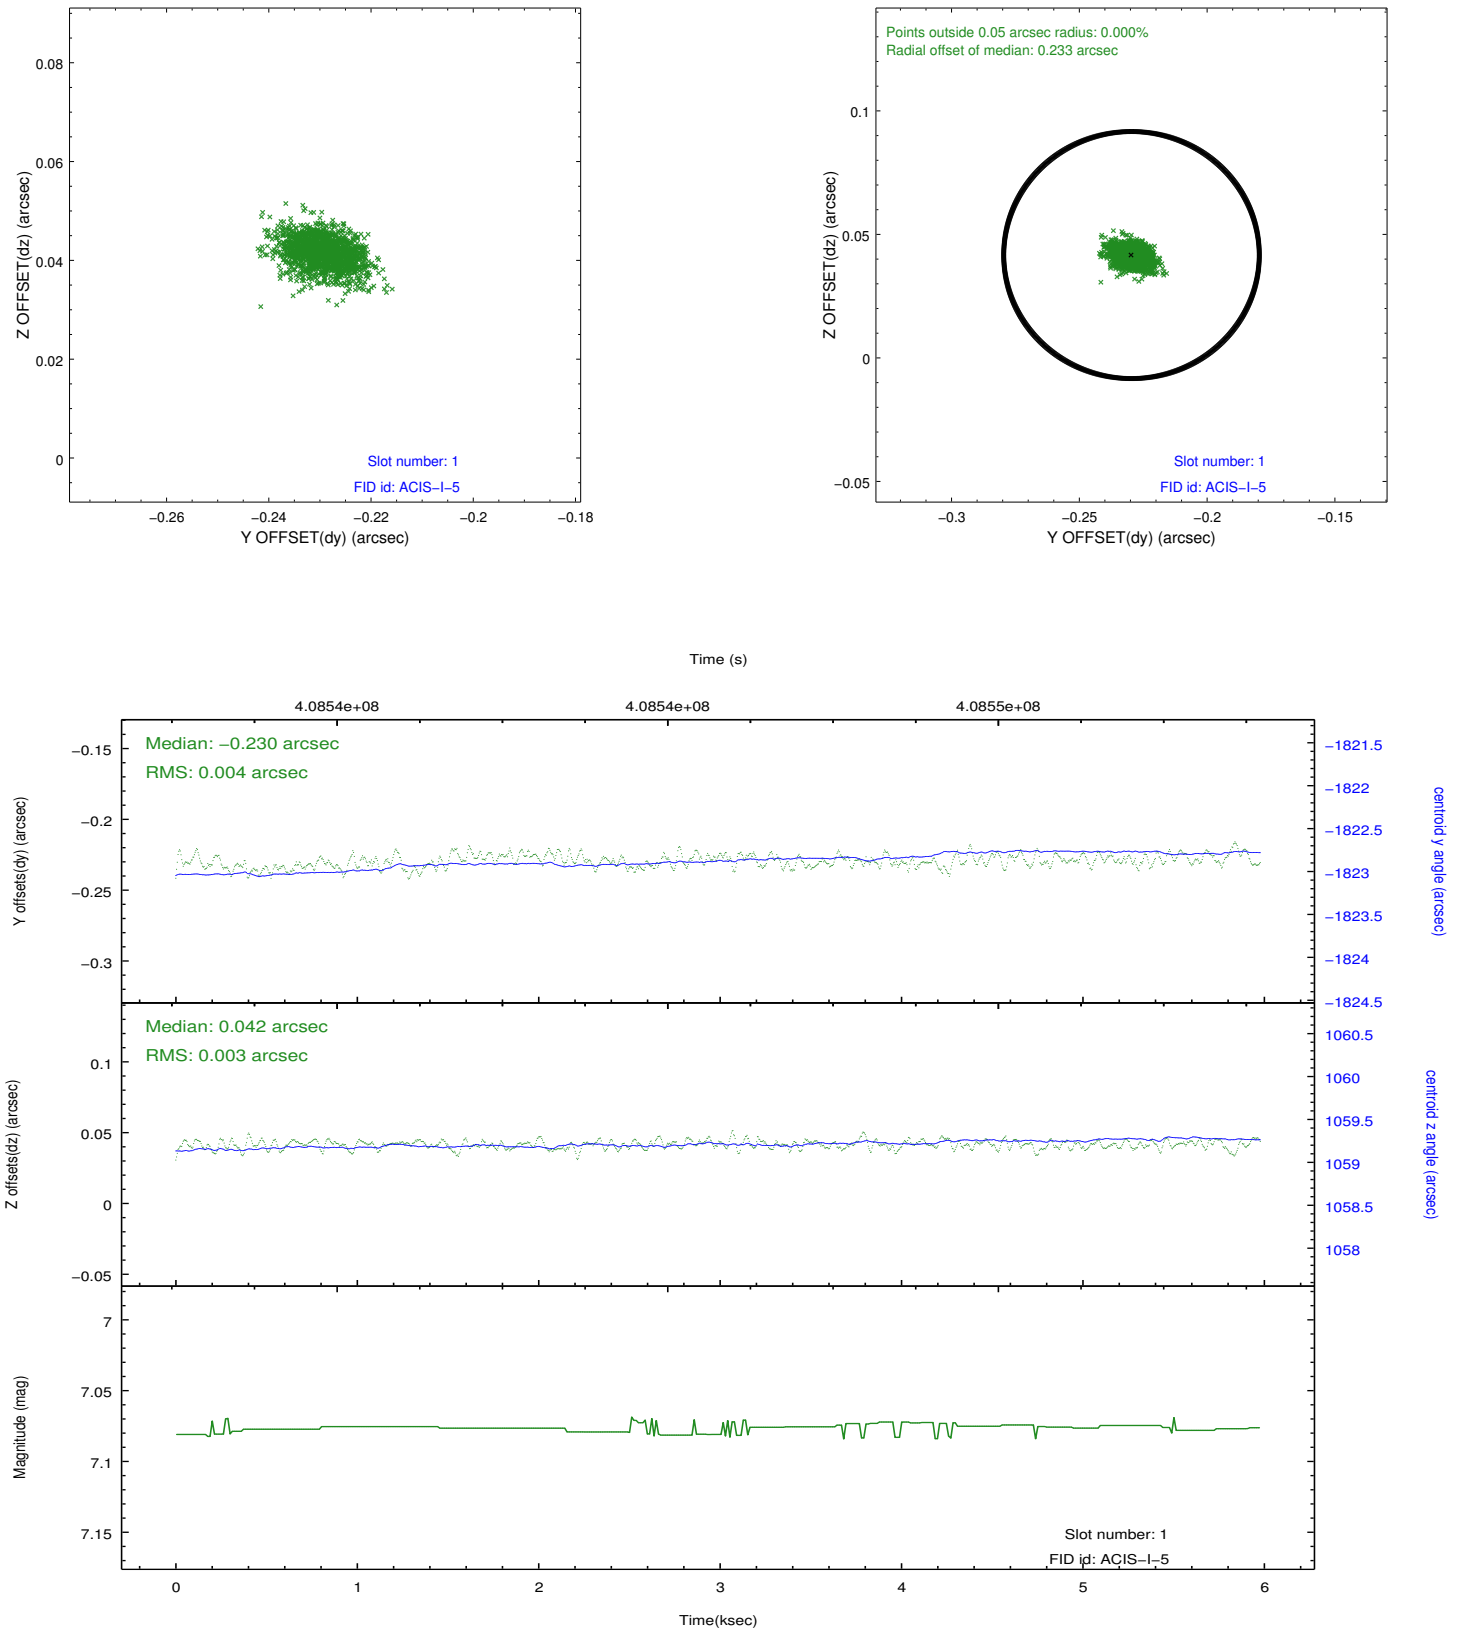 0.08
0.06
0.04
0.02
0
Z OFFSET(dz) (arcsec)
Slot number: 1
FID id: ACIS−I−5
−0.26 −0.24 −0.22 −0.2 −0.18
Y OFFSET(dy) (arcsec)
Points outside 0.05 arcsec radius: 0.000%
Radial offset of median: 0.233 arcsec
0.1
0.05
0
−0.05
Z OFFSET(dz) (arcsec)
Slot number: 1
FID id: ACIS−I−5
−0.3 −0.25 −0.2 −0.15
Y OFFSET(dy) (arcsec)
Time (s)
4.0854e+08 4.0854e+08 4.0855e+08
Median: −0.230 arcsec
RMS: 0.004 arcsec
−0.15
−0.2
−0.25
−0.3
Y offsets(dy) (arcsec)
−1821.5
−1822
−1822.5
−1823
−1823.5
−1824
−1824.5
centroid y angle (arcsec)
Median: 0.042 arcsec
RMS: 0.003 arcsec
0.1
0.05
0
−0.05
Z offsets(dz) (arcsec)
1060.5
1060
1059.5
1059
1058.5
1058
centroid z angle (arcsec)
7
7.05
7.1
7.15
Magnitude (mag)
Slot number: 1
FID id: ACIS−I−5
0 1 2 3 4 5 6
Time(ksec)